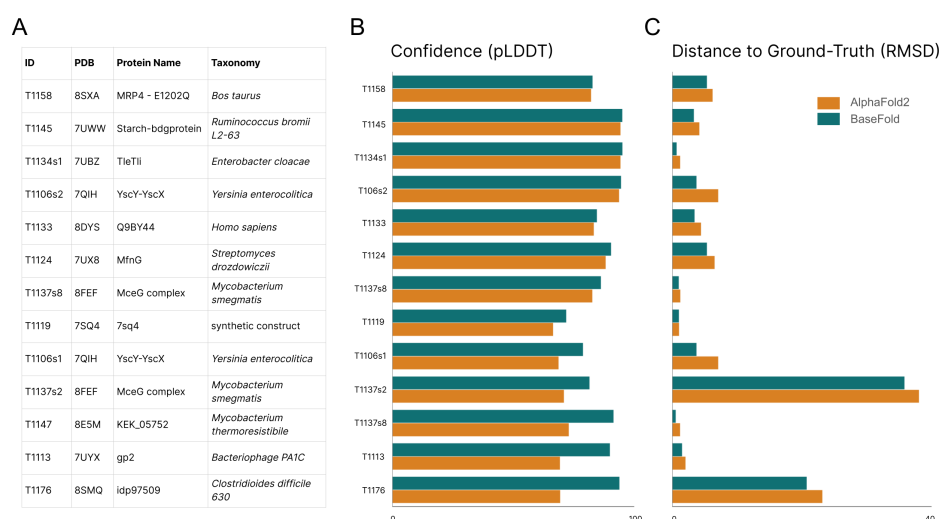 A
B
C
Confidence (pLDDT)
Distance to Ground-Truth (RMSD)
ID PDB Protein Name Taxonomy
T1158 8SXA MRP4 - E1202Q Bos taurus
T1145 7UWW Starch-bdgprotein Ruminococcus bromii
L2-63
T1134s1 7UBZ TleTli Enterobacter cloacae
T1106s2 7QIH YscY-YscX Yersinia enterocolitica
T1133 8DYS Q9BY44 Homo sapiens
T1124 7UX8 MfnG Streptomyces
drozdowiczii
T1137s8 8FEF MceG complex Mycobacterium
smegmatis
T1119 7SQ4 7sq4 synthetic construct
T1106s1 7QIH YscY-YscX Yersinia enterocolitica
T1137s2 8FEF MceG complex Mycobacterium
smegmatis
T1147 8E5M KEK_05752 Mycobacterium
thermoresistibile
T1113 7UYX gp2 Bacteriophage PA1C
T1176 8SMQ idp97509 Clostridioides difficile
630
T1158
T1145
T1134s1
T106s2
T1133
T1124
T1137s8
T1119
T1106s1
T1137s2
T1137s8
T1113
T1176
0 100
AlphaFold2
BaseFold
0 40